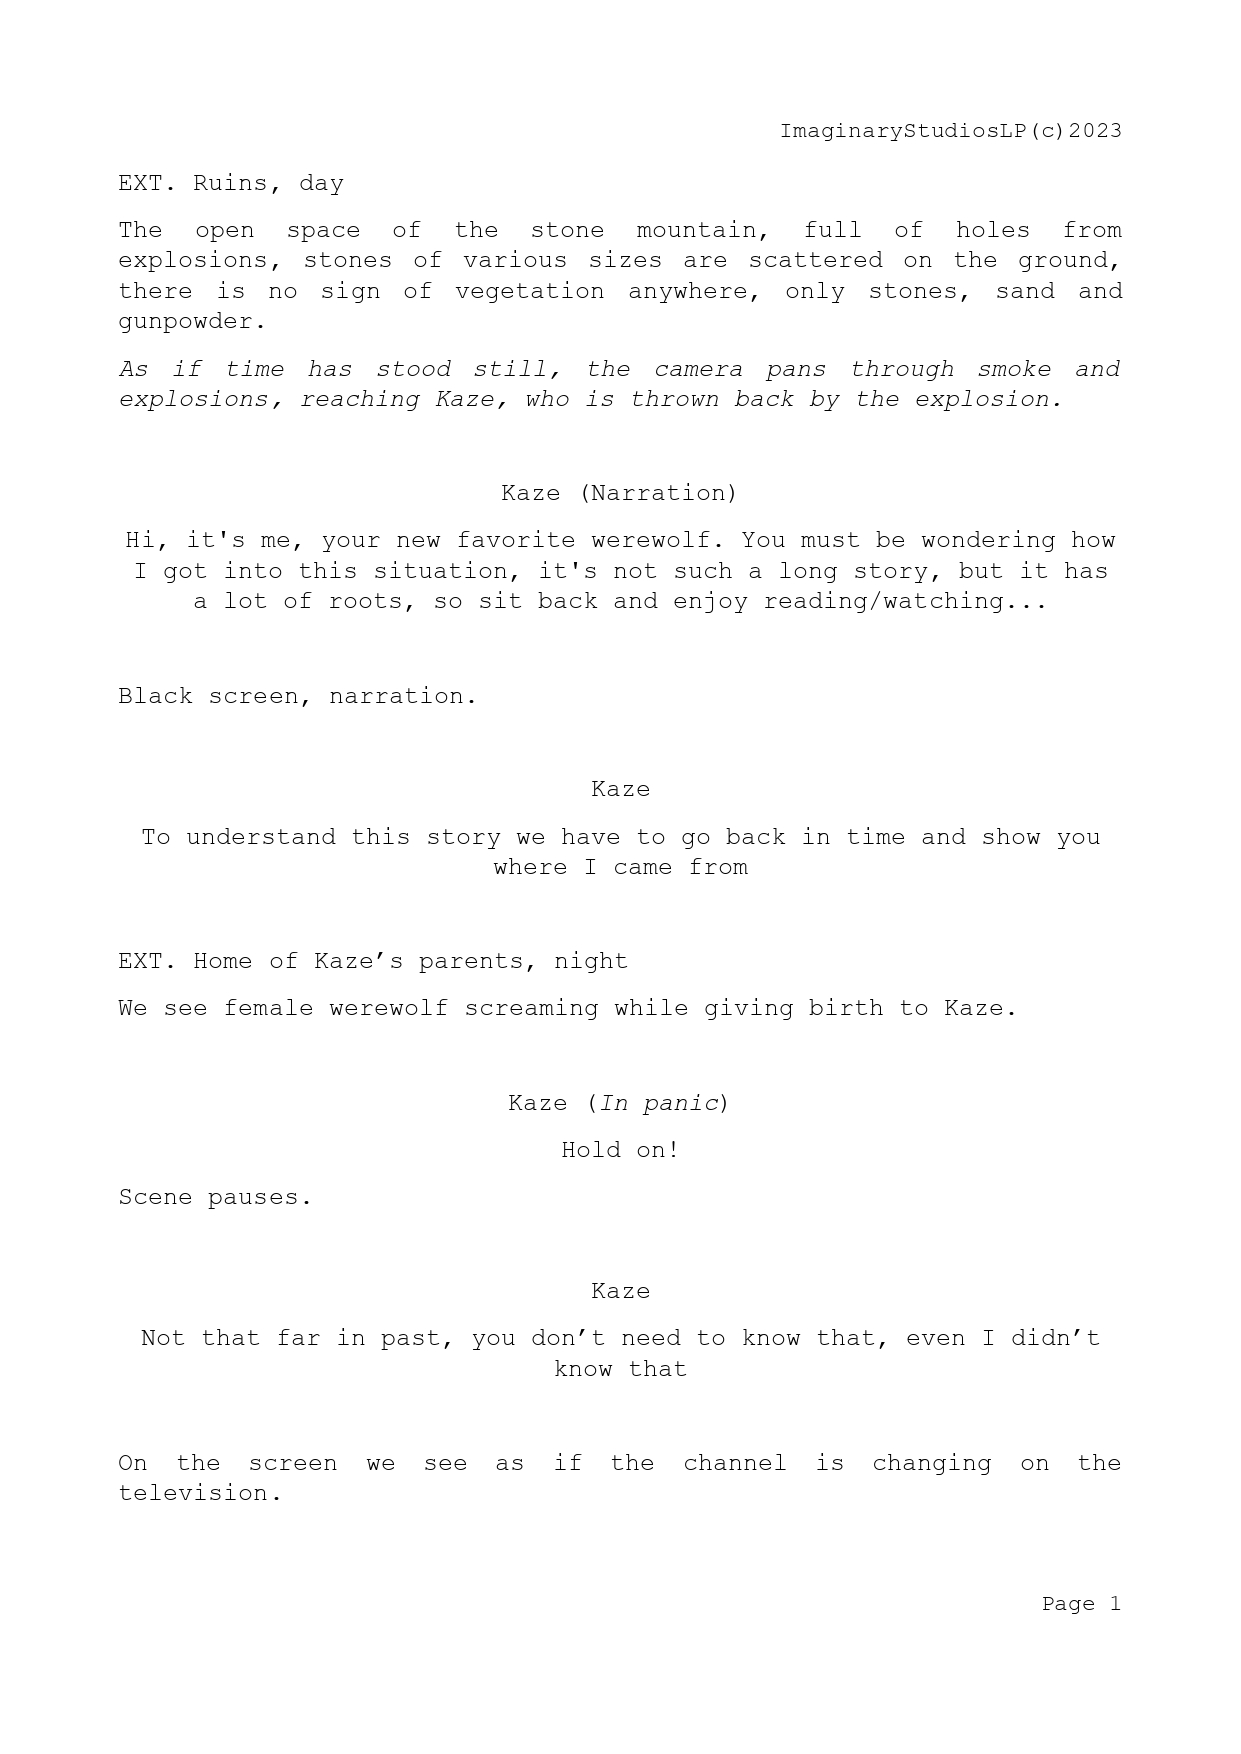 ImaginaryStudiosLP(c)2023
EXT. Ruins, day
The open space of the stone mountain, full of holes from
explosions, stones of various sizes are scattered on the ground,
there is no sign of vegetation anywhere, only stones, sand and
gunpowder.
As if time has stood still, the camera pans through smoke and
explosions, reaching Kaze, who is thrown back by the explosion.
Kaze (Narration)
Hi, it's me, your new favorite werewolf. You must be wondering how
I got into this situation, it's not such a long story, but it has
a lot of roots, so sit back and enjoy reading/watching...
Black screen, narration.
Kaze
To understand this story we have to go back in time and show you
where I came from
EXT. Home of Kaze’s parents, night
We see female werewolf screaming while giving birth to Kaze.
Kaze (In panic)
Hold on!
Scene pauses.
Kaze
Not that far in past, you don’t need to know that, even I didn’t
know that
On the screen we see as if the channel is changing on the
television.
Page 1